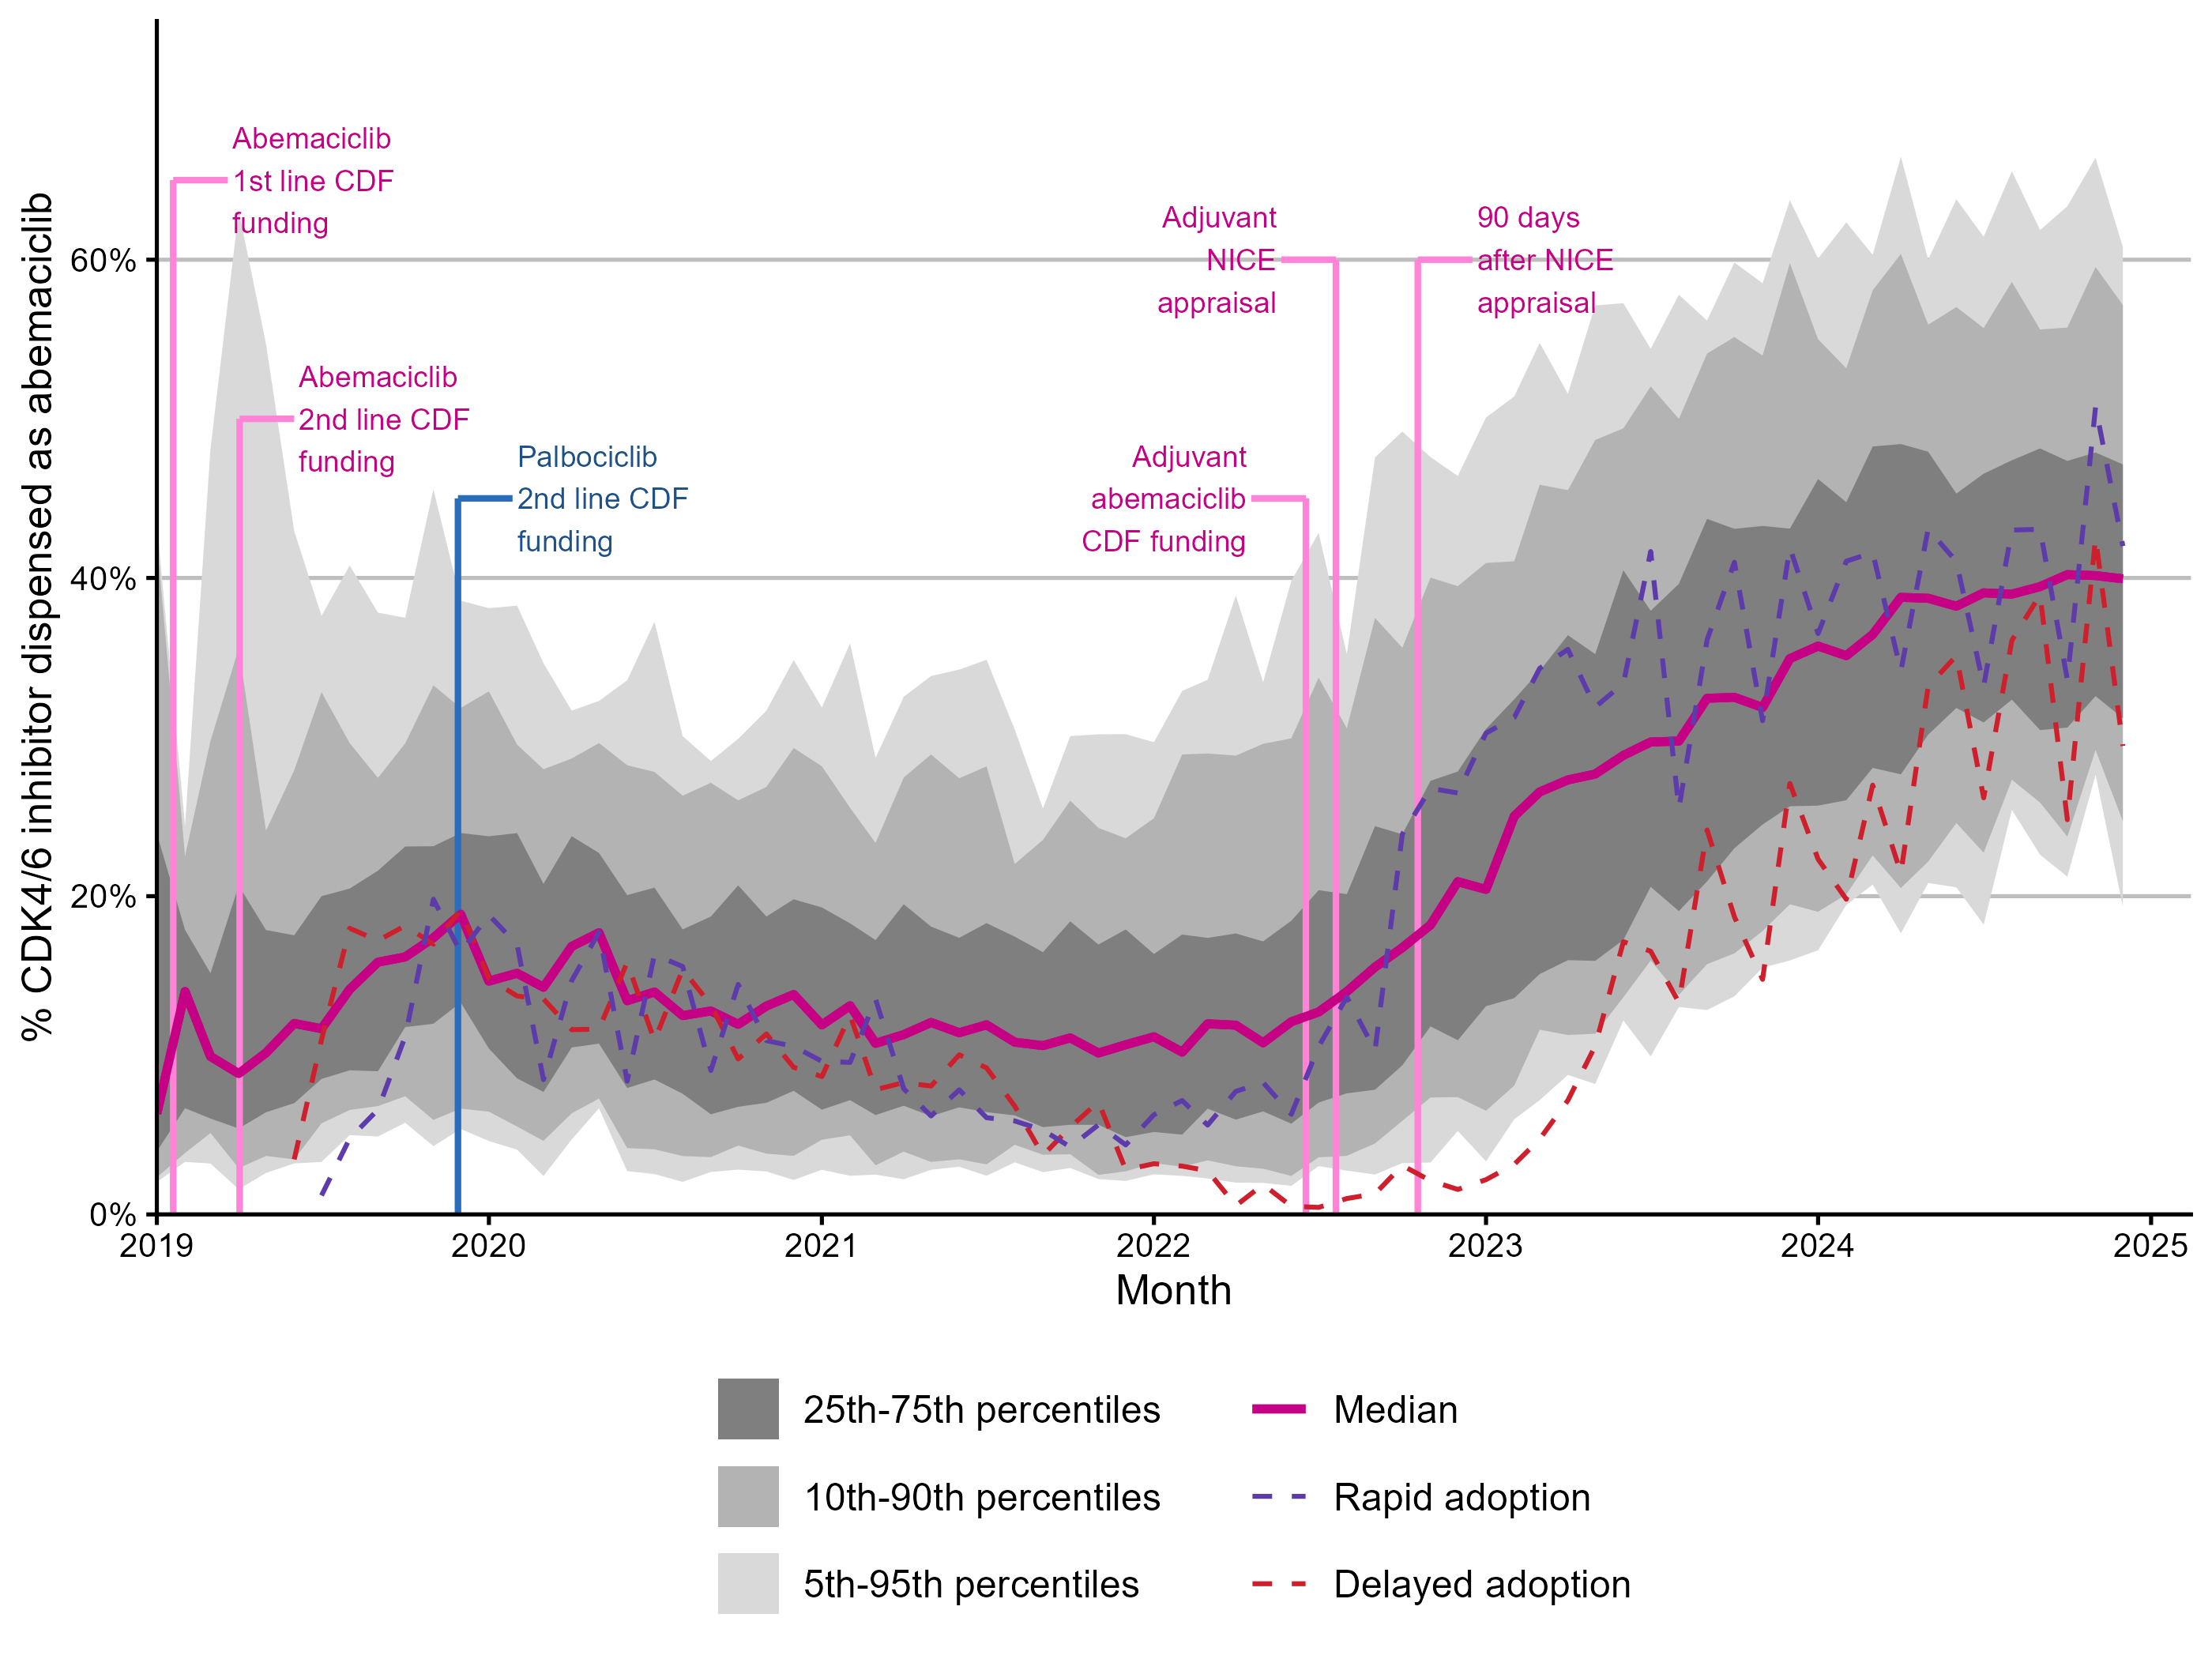 % CDK4/6 inhibitor dispensed as abemaciclib
60%
40%
20%
0%
Abemaciclib
1st line CDF
funding
Abemaciclib
2nd line CDF
funding
Palbociclib
2nd line CDF
funding
Adjuvant
abemaciclib
CDF funding
Adjuvant
NICE
appraisal
90 days
after NICE
appraisal
2019
2020
2021
2022
2023
2024
2025
Month
25th-75th percentiles
10th-90th percentiles
5th-95th percentiles
Median
Rapid adoption
Delayed adoption